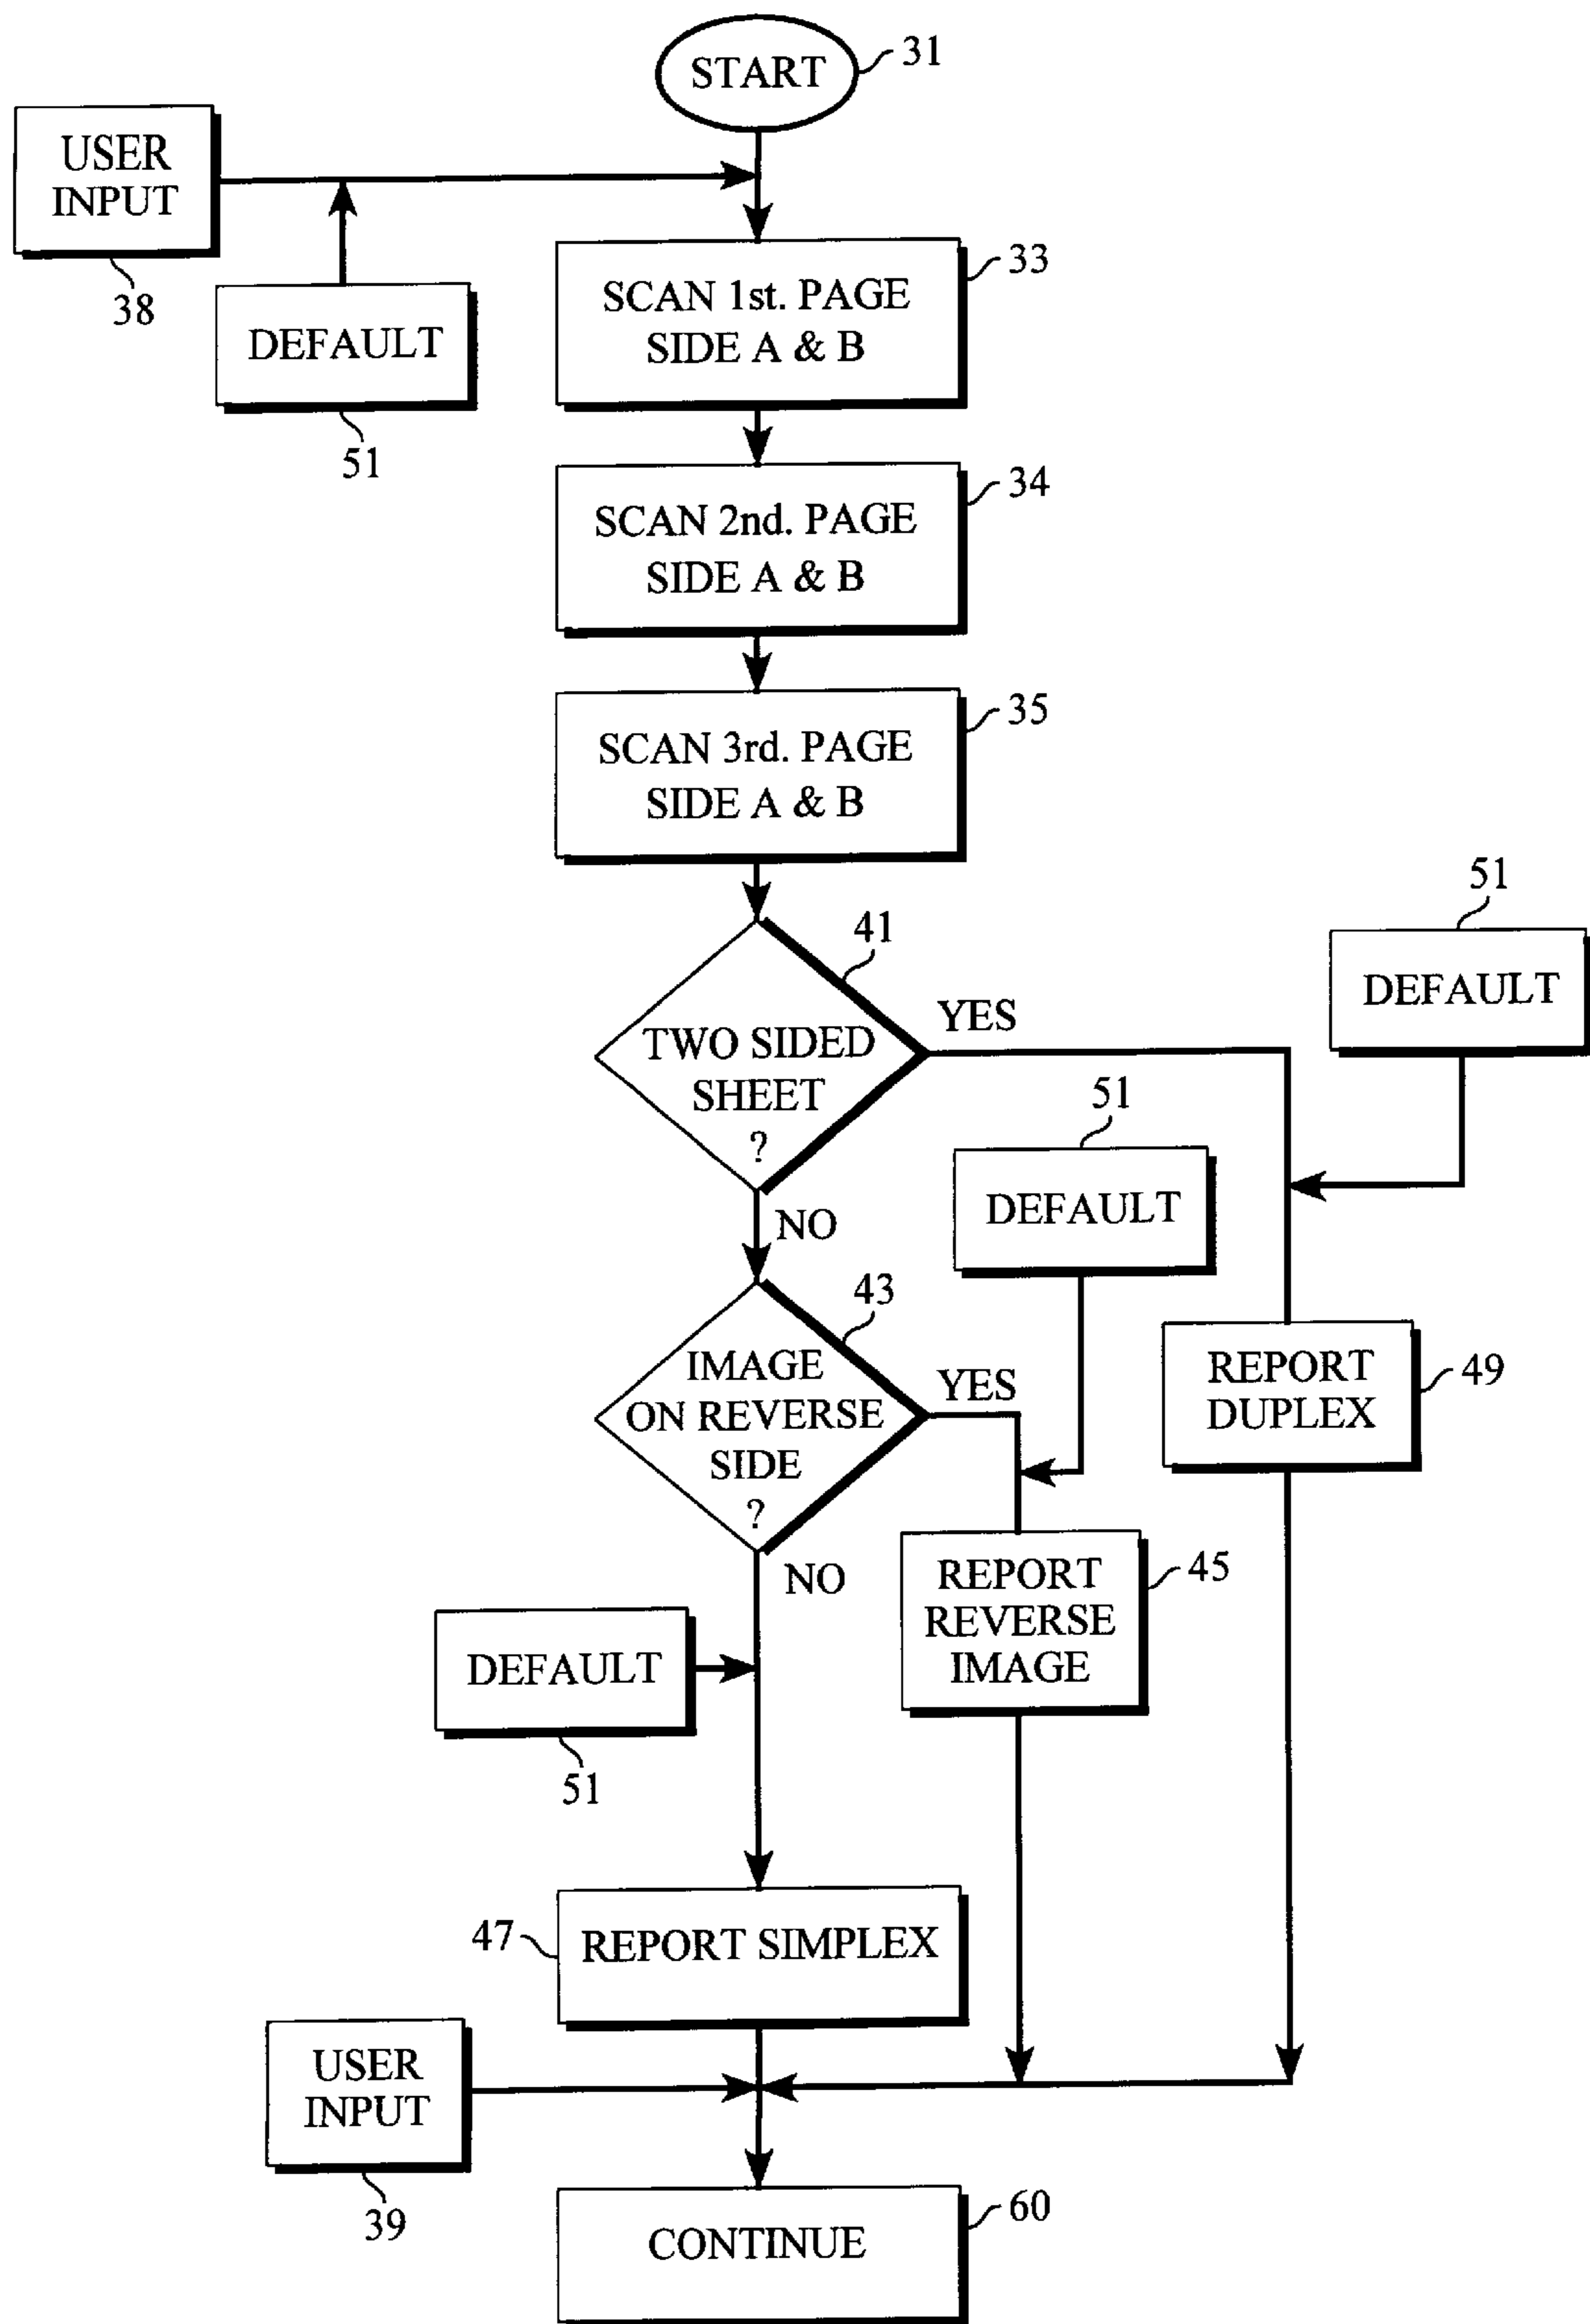 START
31
USER
INPUT
38
DEFAULT
51
SCAN 1st. PAGE
SIDE A & B
33
SCAN 2nd. PAGE
SIDE A & B
34
SCAN 3rd. PAGE
SIDE A & B
35
41
TWO SIDED
SHEET
?
YES
NO
51
DEFAULT
51
DEFAULT
43
IMAGE
ON REVERSE
SIDE
?
YES
NO
REPORT
DUPLEX
49
REPORT
REVERSE
IMAGE
45
DEFAULT
51
47
REPORT SIMPLEX
USER
INPUT
39
CONTINUE
60